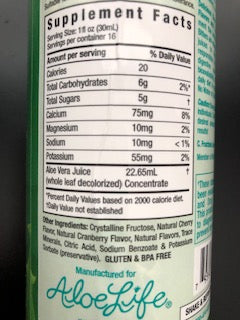 Supplement Facts
Serving Size: 1 fl oz (30mL)
Servings per container 16
Amount per serving % Daily Value
Calories 20
Total Carbohydrates 6g 2%*
Total Sugars 5g †
Calcium 75mg 8%
Magnesium 10mg 2%
Sodium 10mg <1%
Potassium 55mg 2%
Aloe Vera Juice 22.65mL †
(whole leaf decolorized) Concentrate
*Percent Daily Values based on 2000 calorie diet.
†Daily Value not established
Other Ingredients: Crystalline Fructose, Natural Cherry
Flavor, Natural Cranberry Flavor, Natural Flavors, Trace
Minerals, Citric Acid, Sodium Benzoate & Potassium
Sorbate (preservative). GLUTEN & BPA FREE
Manufactured for
AloeLife®